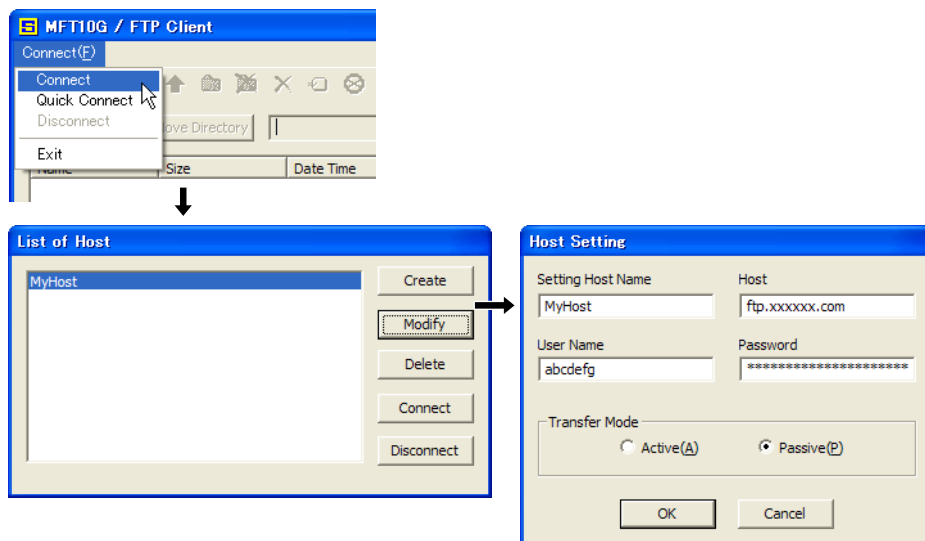 MFT10G / FTP Client
Connect(F)
Connect
Quick Connect
Disconnect
Exit
ove Directory
Name Size Date Time
List of Host
MyHost
Create
Modify
Delete
Connect
Disconnect
Host Setting
Setting Host Name Host
MyHost ftp.xxxxxx.com
User Name Password
abcdefg *********************
Transfer Mode
Active(A) Passive(P)
OK Cancel